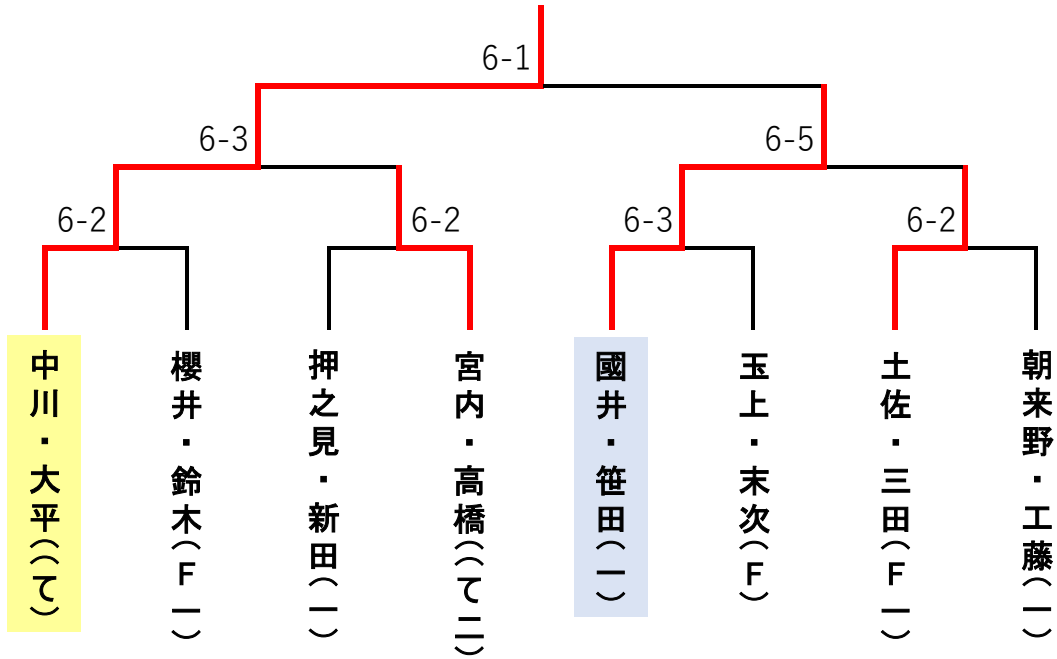 6-1
6-3
6-5
6-2
6-2
6-3
6-2
中川・大平((て)
櫻井・鈴木(F一)
押之見・新田(一)
宮内・高橋((て二)
國井・笹田(一)
玉上・末次(F)
土佐・三田(F一)
朝来野・工藤(一)